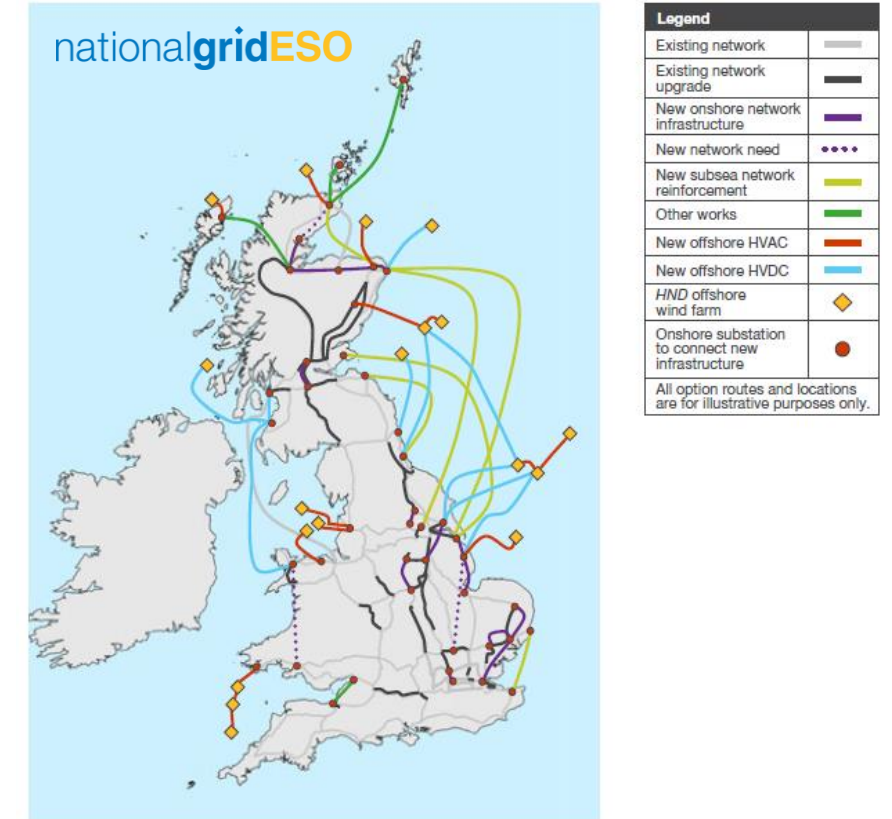 nationalgridESO
Legend
Existing network
Existing network
upgrade
New onshore network
infrastructure
New network need
New subsea network
reinforcement
Other works
New offshore HVAC
New offshore HVDC
HND offshore
wind farm
Onshore substation
to connect new
infrastructure
All option routes and locations
are for illustrative purposes only.